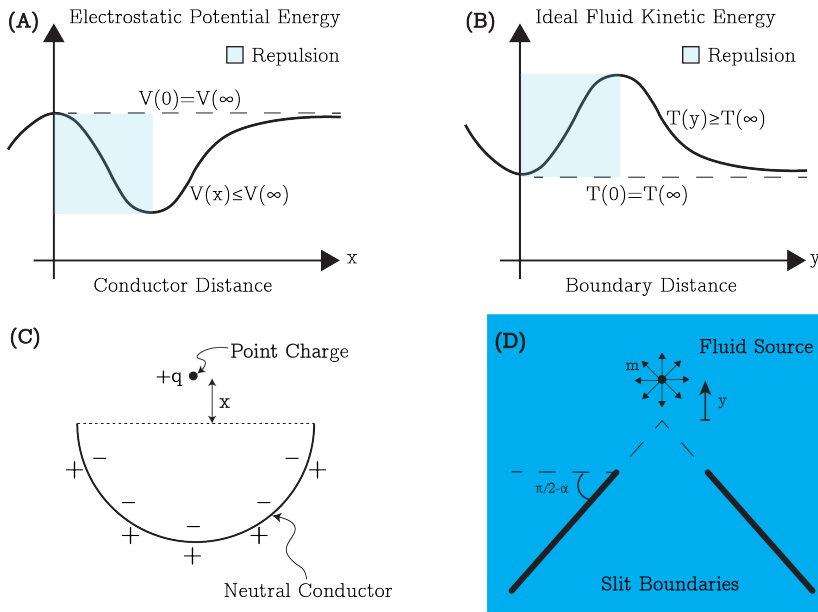 (A)
Electrostatic Potential Energy
Repulsion
V(0)=V(∞)
V(x)≤V(∞)
x
Conductor Distance
(B)
Ideal Fluid Kinetic Energy
Repulsion
T(y)≥T(∞)
T(0)=T(∞)
y
Boundary Distance
(C)
Point Charge
+q
x
+ − − +
− −
+ − +
+
Neutral Conductor
(D)
Fluid Source
m
y
π/2-α
Slit Boundaries